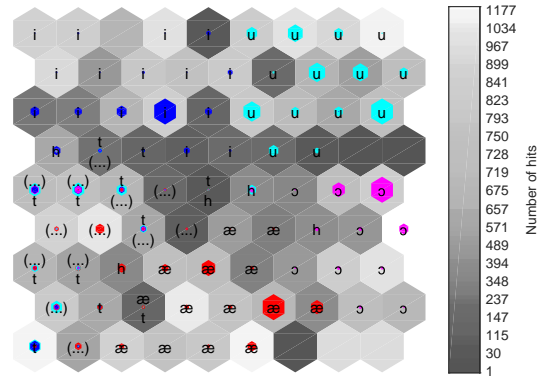 i i i i u u u u
i i i i i u u u u
i i i i i u u u u
t
h t i i u u
(...)
(...) (...) t t
(...) h ɔ ɔ ɔ
t t (...) h
t
(...) (...) (...) æ æ h ɔ ɔ
(...)
(...) (...)
h æ æ æ ɔ ɔ ɔ
t t
æ
(...) t æ æ æ æ ɔ ɔ
t
t (...) æ æ æ æ
1177
1034
967
899
841
823
793
750
728
719
675
657
571
489
394
348
237
147
115
30
1
Number of hits